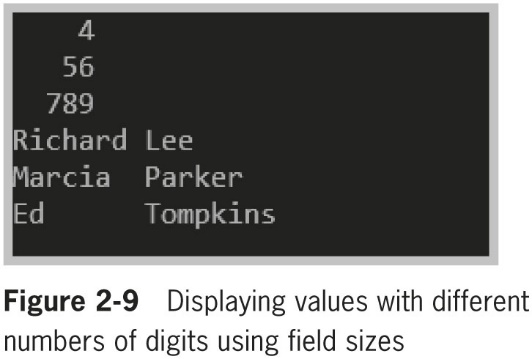 4
56
789
Richard Lee
Marcia Parker
Ed Tompkins
Figure 2-9 Displaying values with different
numbers of digits using field sizes